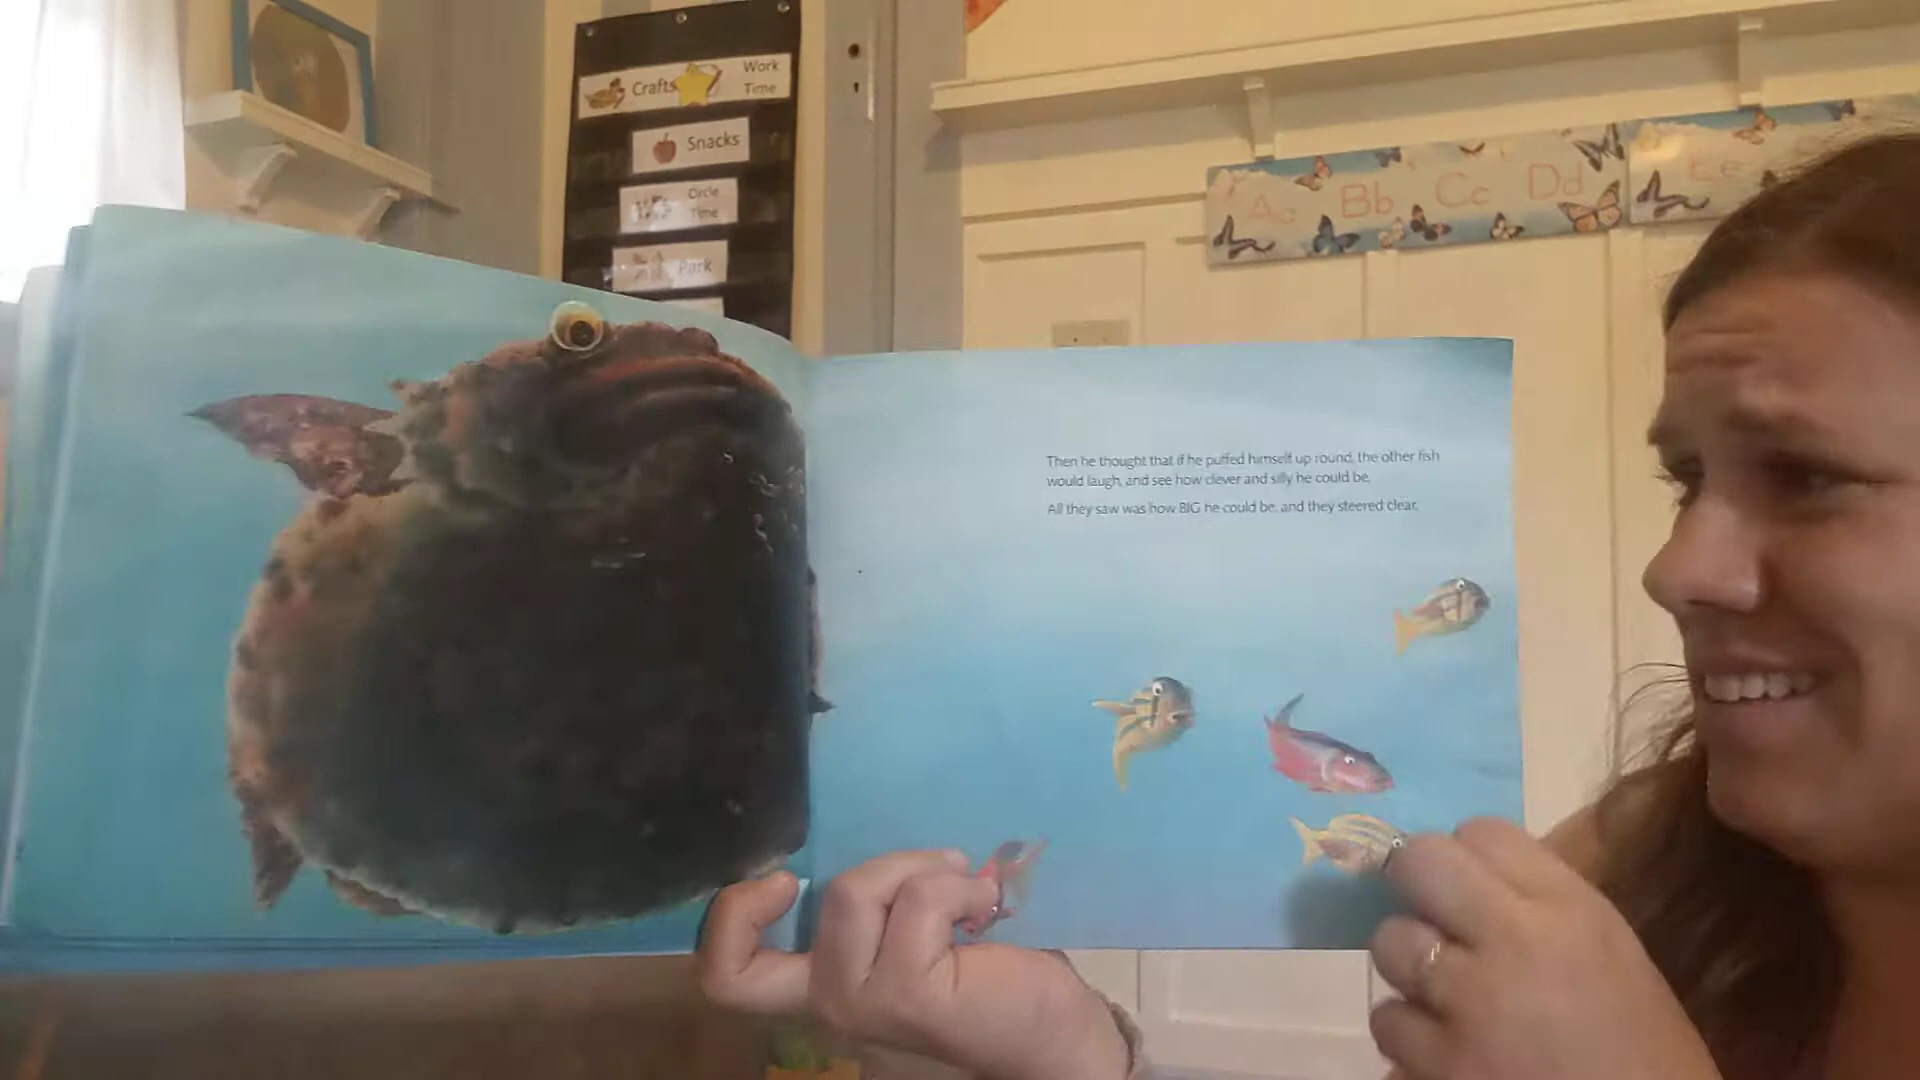 Crafts
Work
Time
Snacks
Circle
Time
Park
Aa Bb Cc Dd Ee
Then he thought that if he puffed himself up round, the other fish
would laugh, and see how clever and silly he could be.
All they saw was how BIG he could be, and they steered clear.